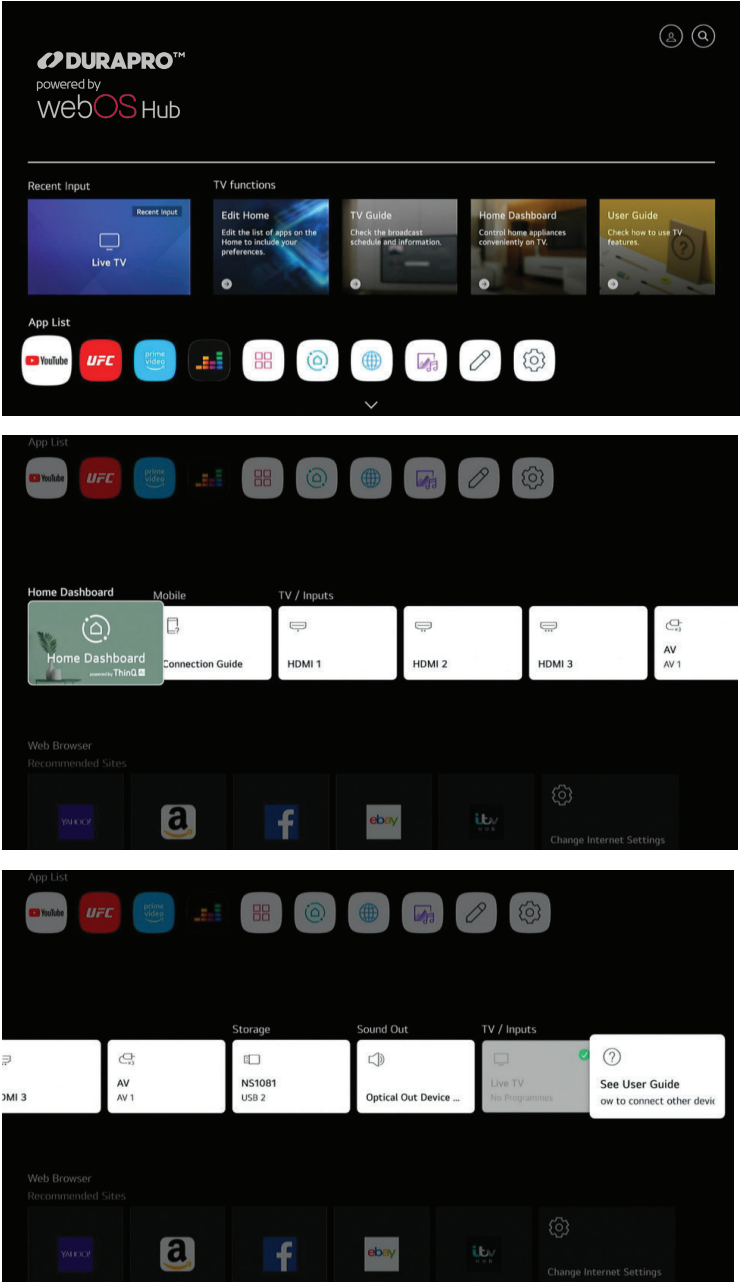 DURAPRO™
powered by
webOS Hub
Recent Input
TV functions
Recent Input
Live TV
Edit Home
Edit the list of apps on the
Home to include your
preferences.
TV Guide
Check the broadcast
schedule and information.
Home Dashboard
Control home appliances
conveniently on TV.
User Guide
Check how to use TV
features.
App List
YouTube
UFC
prime
video
App List
YouTube
UFC
prime
video
Home Dashboard
Mobile
TV / Inputs
Home Dashboard
powered by ThinQ
Connection Guide
HDMI 1
HDMI 2
HDMI 3
AV
AV 1
Web Browser
Recommended Sites
YAHOO!
a
f
ebay
itv
HUB
Change Internet Settings
App List
YouTube
UFC
prime
video
Storage
Sound Out
TV / Inputs
DMI 3
AV
AV 1
NS1081
USB 2
Optical Out Device ...
Live TV
No Programmes
See User Guide
ow to connect other devic
Web Browser
Recommended Sites
YAHOO!
a
f
ebay
itv
HUB
Change Internet Settings